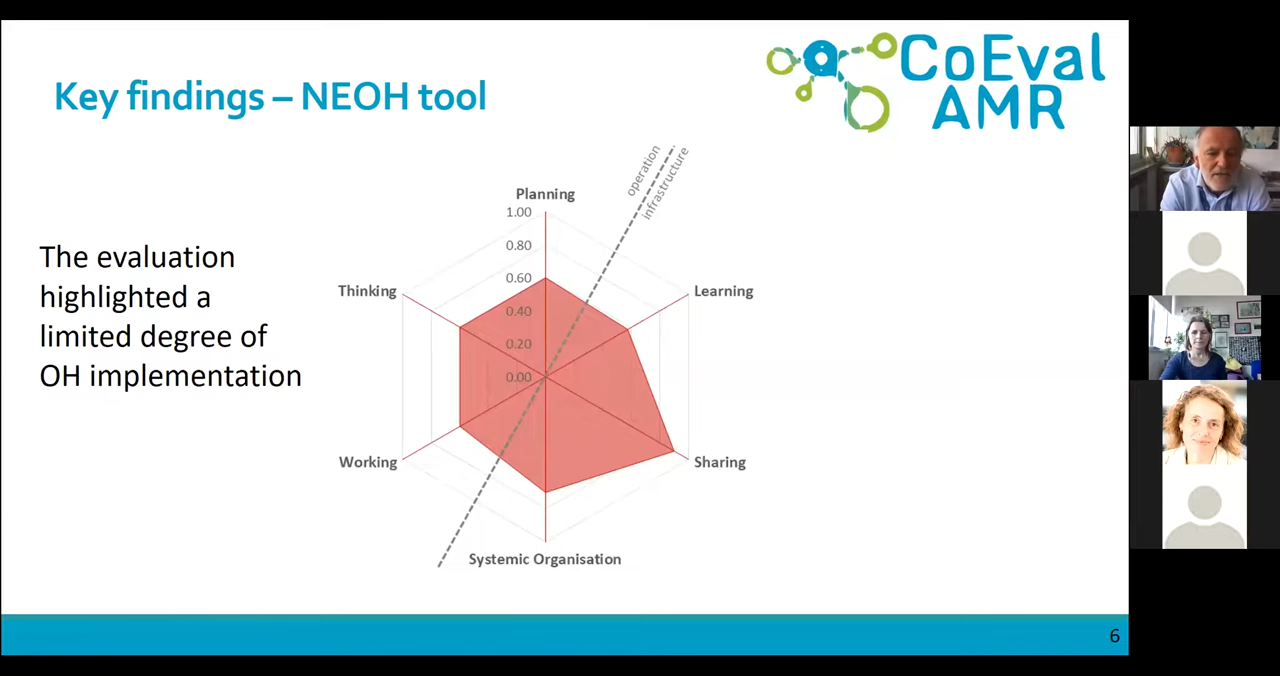 Key findings – NEOH tool
CoEval
AMR
The evaluation
highlighted a
limited degree of
OH implementation
operation
infrastructure
Planning
1.00
0.80
0.60
0.40
0.20
0.00
Thinking
Learning
Working
Sharing
Systemic Organisation
6